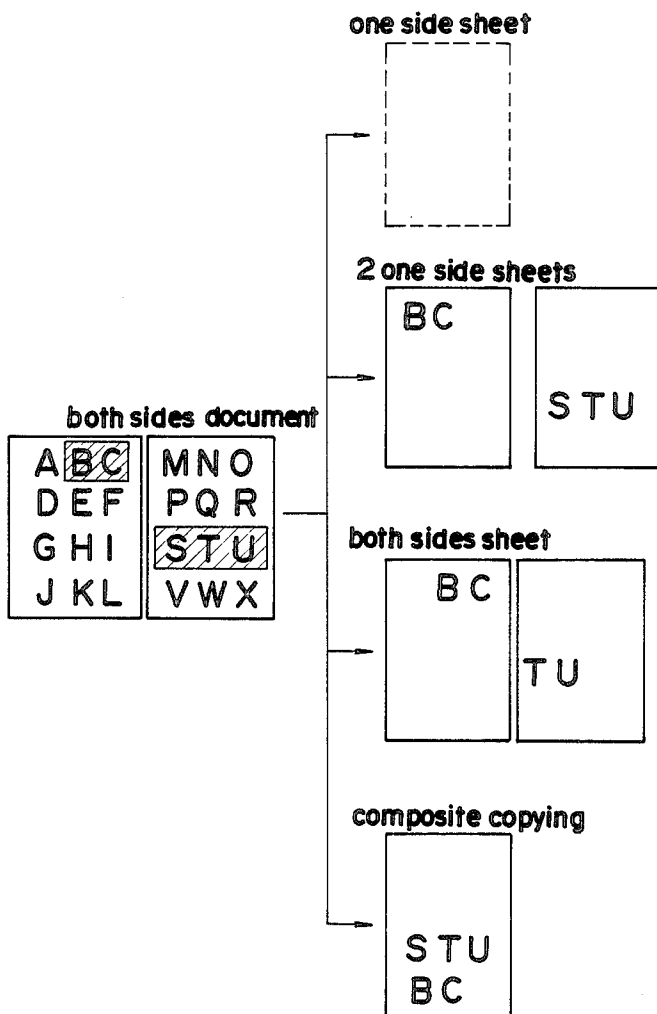 one side sheet
2 one side sheets
BC
STU
both sides document
ABC
DEF
GHI
JKL
MNO
PQR
STU
VWX
both sides sheet
BC
TU
composite copying
STU
BC